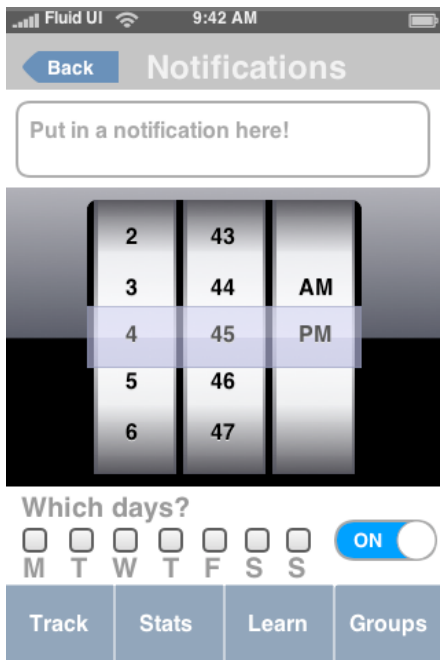 Fluid UI 9:42 AM
Back Notifications
Put in a notification here!
2 43
3 44 AM
4 45 PM
5 46
6 47
Which days?
ON
M T W T F S S
Track Stats Learn Groups